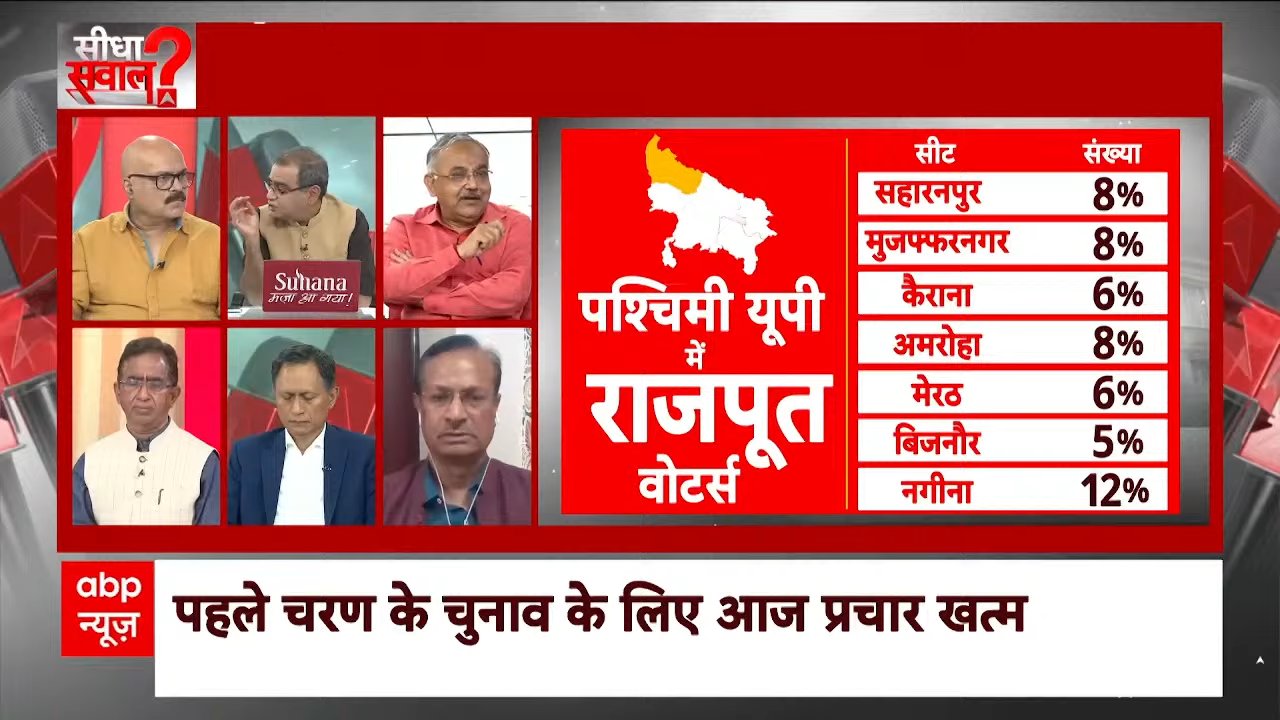 सीधा
सवाल?
Suhana
मज़ा आ गया!
पश्चिमी यूपी
में
राजपूत
वोटर्स
सीट संख्या
सहारनपुर 8%
मुजफ्फरनगर 8%
कैराना 6%
अमरोहा 8%
मेरठ 6%
बिजनौर 5%
नगीना 12%
abp
न्यूज़
पहले चरण के चुनाव के लिए आज प्रचार खत्म